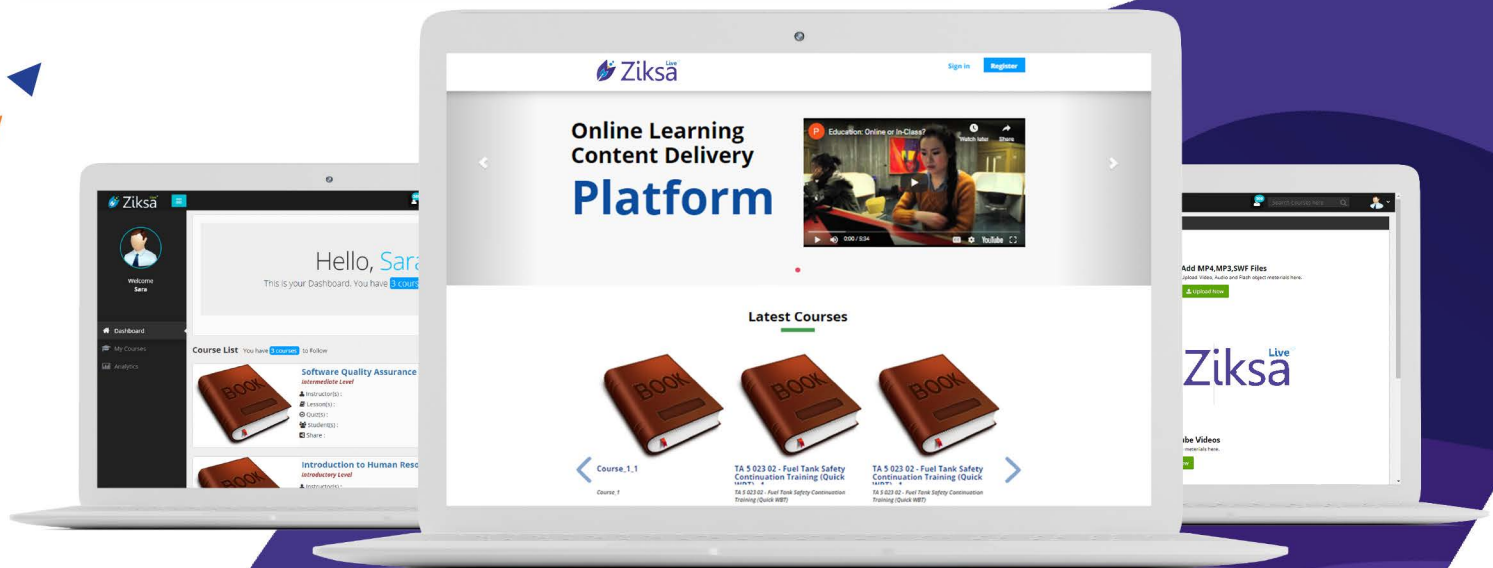 Ziksā
Welcome
Sara
Dashboard
My Courses
Analytics
Hello, Sara
This is your Dashboard. You have 3 cours
Course List You have 3 courses to Follow
BOOK
Software Quality Assurance
Intermediate Level
Instructor(s) :
Lesson(s) :
Quiz(s) :
Student(s) :
Share :
BOOK
Introduction to Human Reso
Introductory Level
Instructor(s) :
Ziksā Live
Sign in
Register
Online Learning
Content Delivery
Platform
P Education: Online or In-Class?
Watch later
Share
0:00 / 5:34
YouTube
Latest Courses
BOOK
BOOK
BOOK
Course_1_1
Course_1
TA 5 023 02 - Fuel Tank Safety
Continuation Training (Quick
WBT)_1
TA 5 023 02 - Fuel Tank Safety Continuation
Training (Quick WBT)
TA 5 023 02 - Fuel Tank Safety
Continuation Training (Quick
TA 5 023 02 - Fuel Tank Safety Continuation
Training (Quick WBT)
Search Courses Here
Add MP4,MP3,SWF Files
Upload Video, Audio and Flash object materials here.
Upload Now
Ziksā Live
be Videos
materials here.